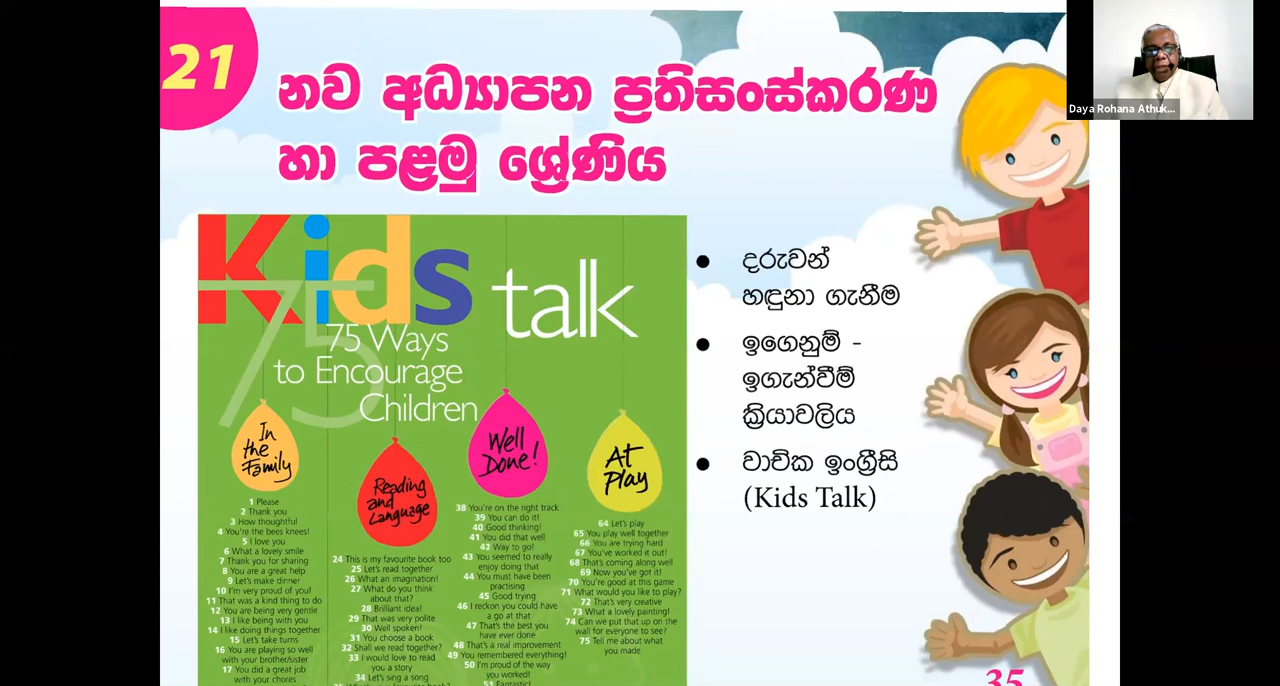 21
නව අධ්‍යාපන ප්‍රතිසංස්කරණ
හා පළමු ශ්‍රේණිය
Daya Rohana Athuk...
Kids talk
75
75 Ways
to Encourage
Children
In
the
Family
1 Please
2 Thank you
3 How thoughtful
4 You're the bees knees!
5 I love you
6 What a lovely smile
7 Thank you for sharing
8 You are a great help
9 Let's make dinner
10 I'm very proud of you!
11 That was a kind thing to do
12 You are being very gentle
13 I like being with you
14 I like doing things together
15 Let's take turns
16 You are playing so well
with your brother/sister
17 You did a great job
with your chores
Reading
and
Language
24 This is my favourite book too
25 Let's read together
26 What an imagination!
27 What do you think
about that?
28 Brilliant idea!
29 That was very polite
30 Well spoken!
31 You choose a book
32 Shall we read together?
33 I would love to read
you a story
34 Let's sing a song
Well
Done!
38 You're on the right track
39 You can do it!
40 Good thinking!
41 You did that well
42 Way to go!
43 You seemed to really
enjoy doing that
44 You must have been
practising
45 Good trying
46 I reckon you could have
a go at that
47 That's the best you
have ever done
48 That's a real improvement
49 You remembered everything!
50 I'm proud of the way
you worked!
51 Fantastic!
At
Play
64 Let's play
65 You play well together
66 You are trying hard
67 You've worked it out!
68 That's coming along well
69 Now you've got it!
70 You're good at this game
71 What would you like to play?
72 That's very creative
73 What a lovely painting!
74 Can we put that up on the
wall for everyone to see?
75 Tell me about what
you made
● දරුවන්
හඳුනා ගැනීම
● ඉගෙනුම් -
ඉගැන්වීම්
ක්‍රියාවලිය
● වාචික ඉංග්‍රීසි
(Kids Talk)
35